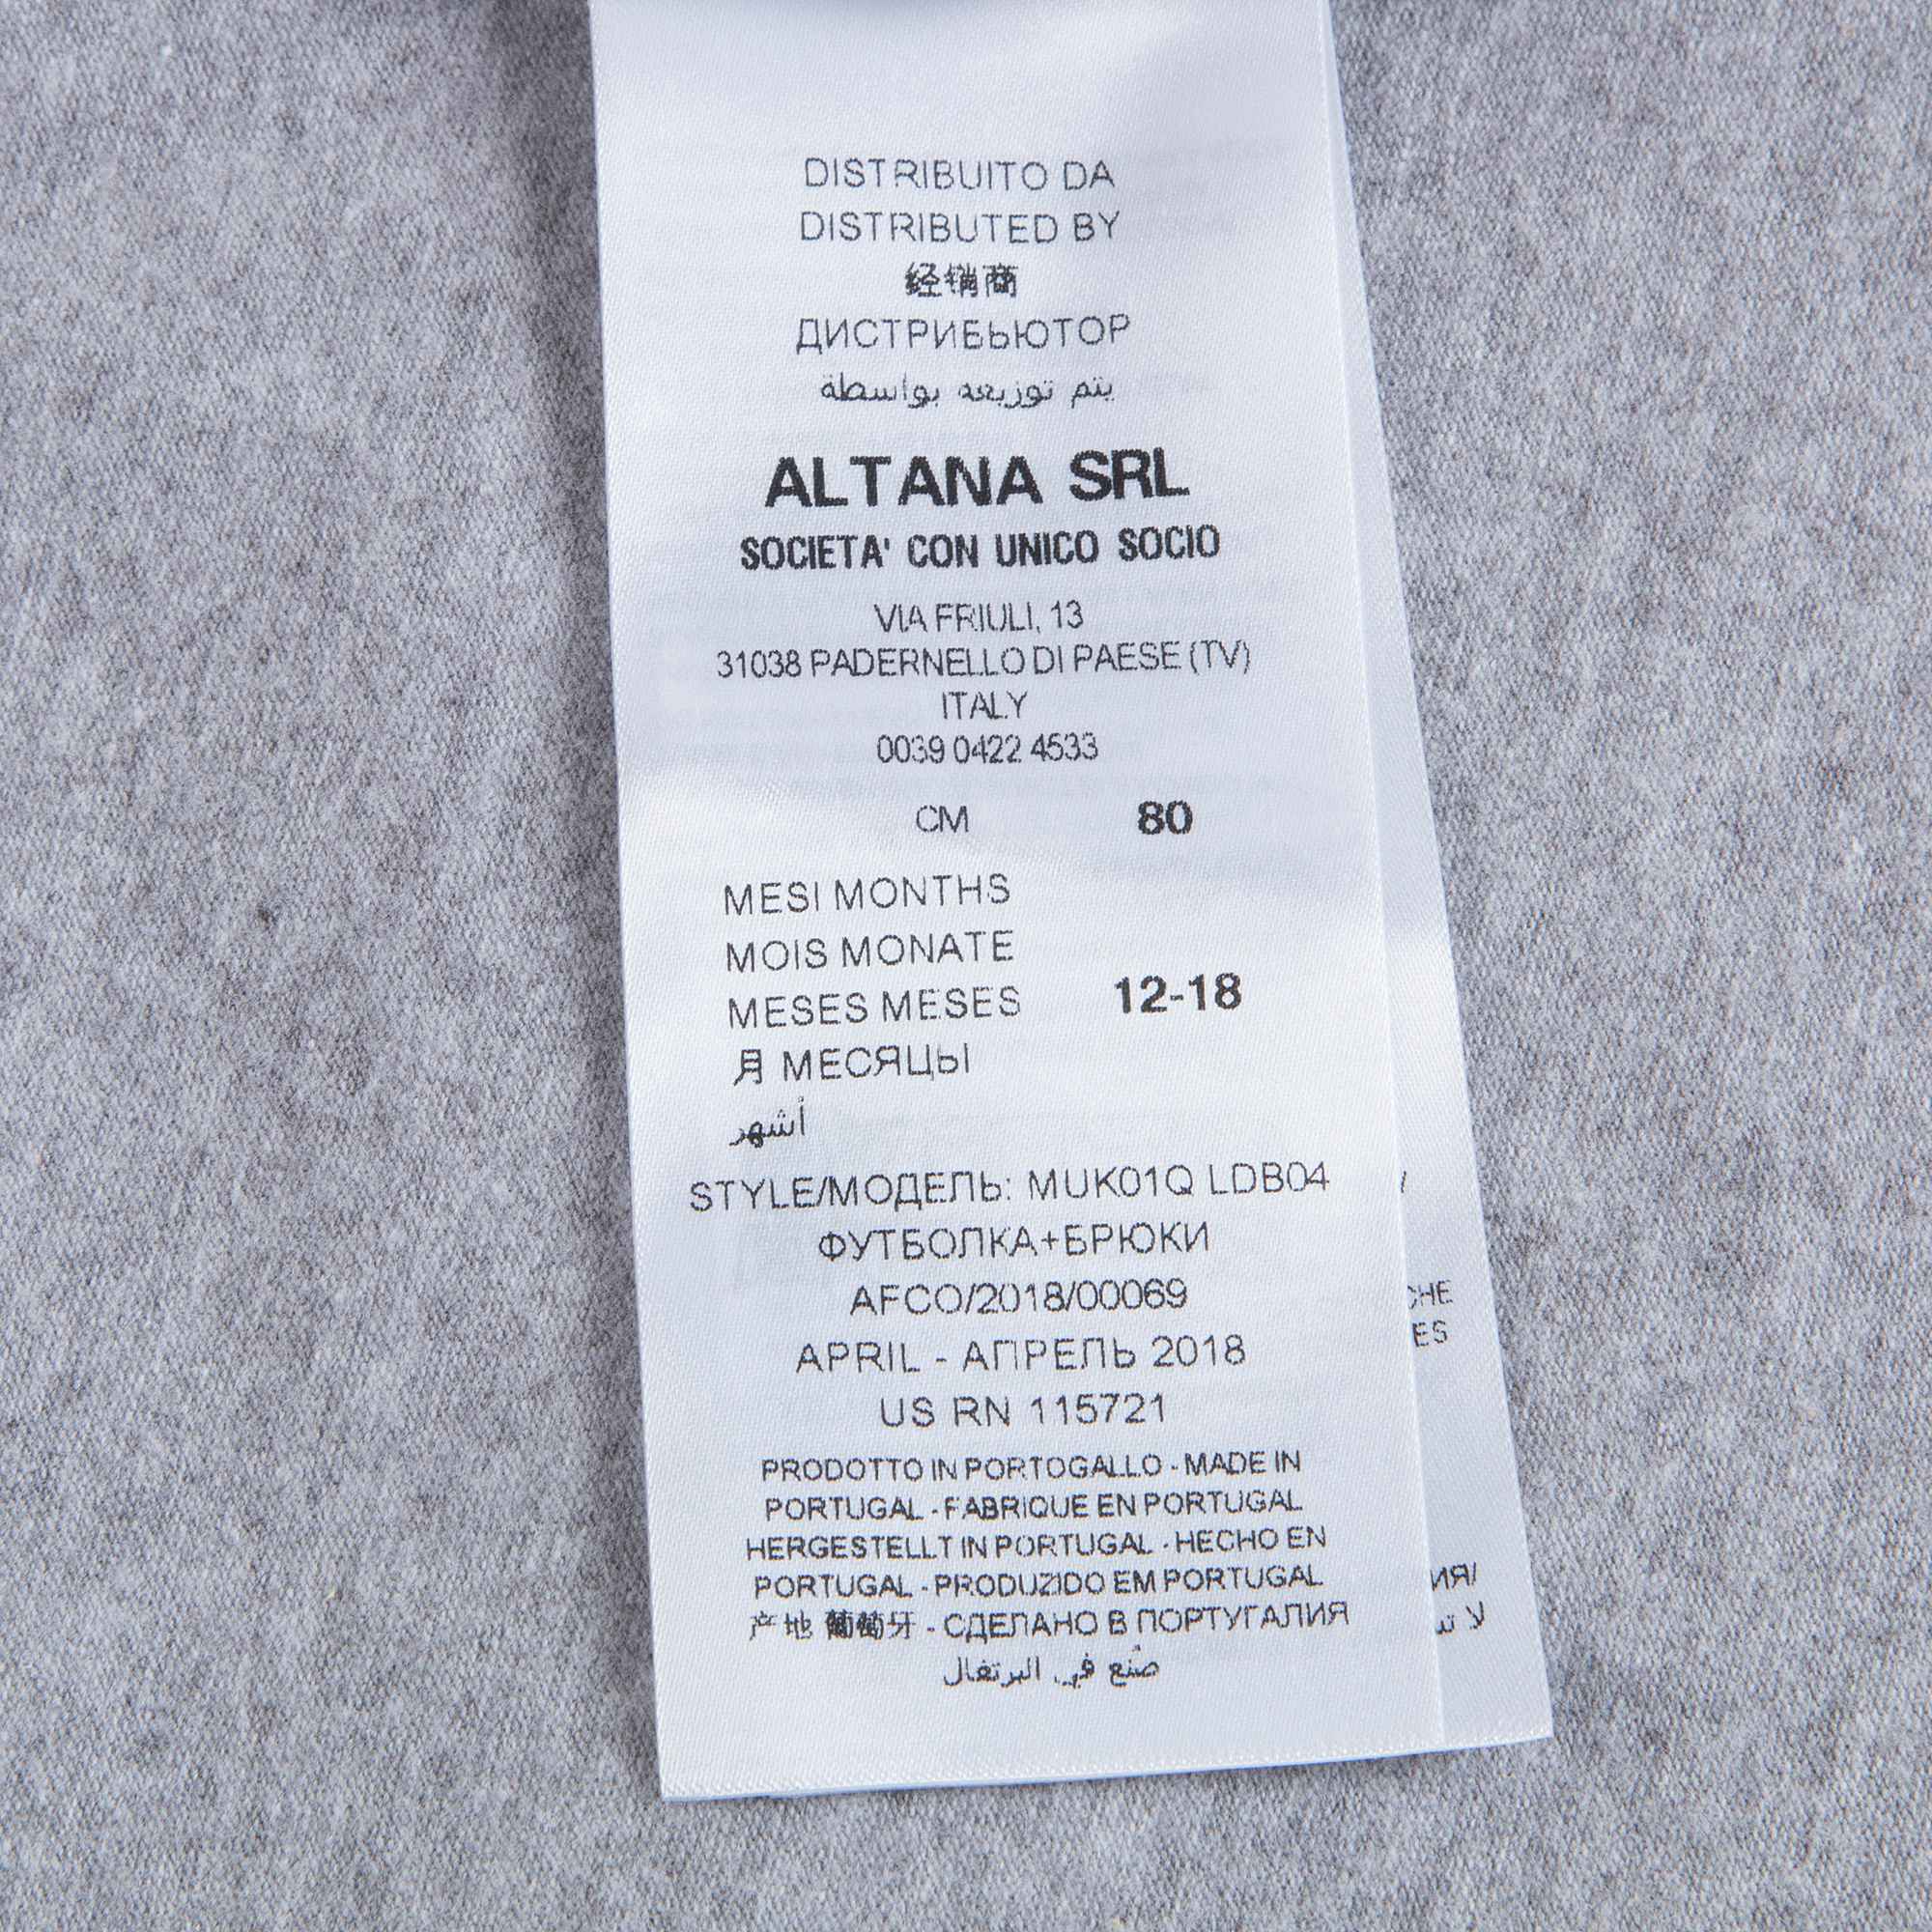 DISTRIBUITO DA
DISTRIBUTED BY
经销商
ДИСТРИБЬЮТОР
يتم توزيعه بواسطة
ALTANA SRL
SOCIETA' CON UNICO SOCIO
VIA FRIULI, 13
31038 PADERNELLO DI PAESE (TV)
ITALY
0039 0422 4533
CM 80
MESI MONTHS
MOIS MONATE
MESES MESES 12-18
月 МЕСЯЦЫ
أشهر
STYLE/МОДЕЛЬ: MUK01Q LDB04
ФУТБОЛКА+БРЮКИ
AFCO/2018/00069
APRIL - АПРЕЛЬ 2018
US RN 115721
PRODOTTO IN PORTOGALLO - MADE IN
PORTUGAL - FABRIQUE EN PORTUGAL
HERGESTELLT IN PORTUGAL - HECHO EN
PORTUGAL - PRODUZIDO EM PORTUGAL
产地 葡萄牙 - СДЕЛАНО В ПОРТУГАЛИЯ
صُنع في البرتغال